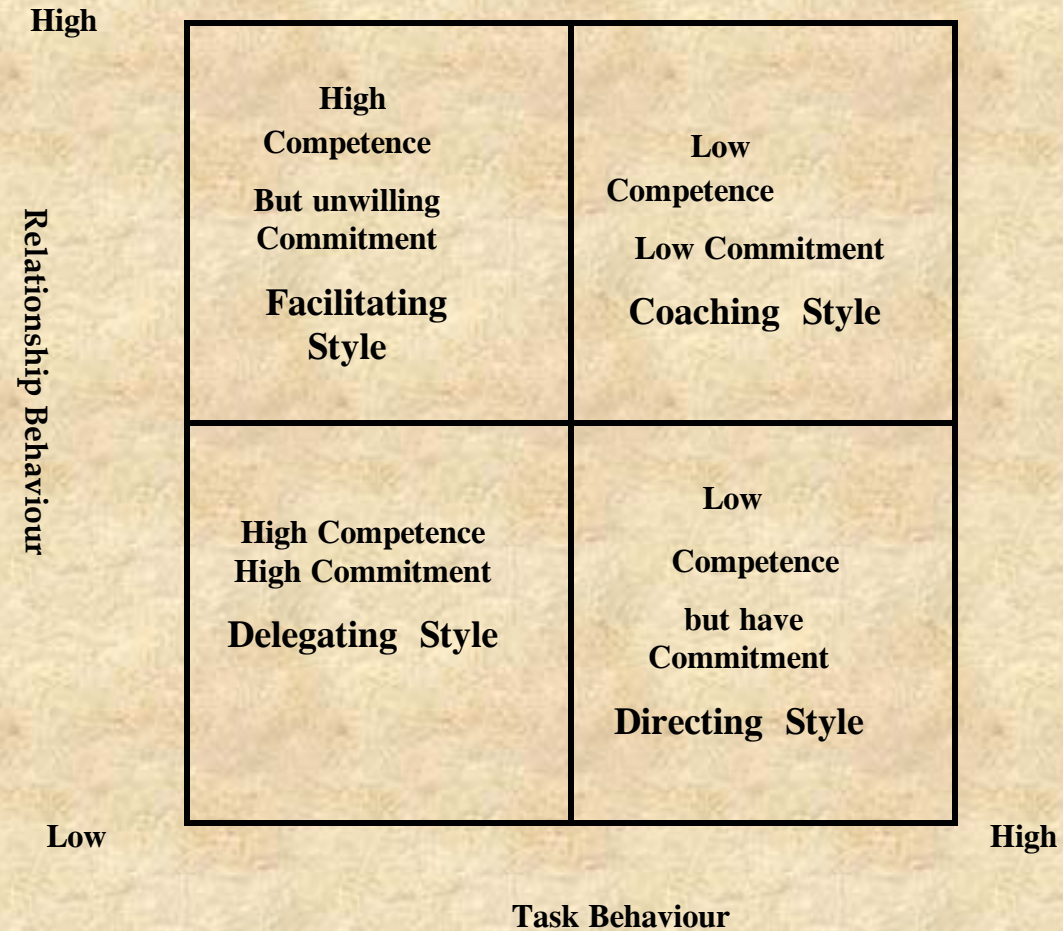 High
High
Competence
But unwilling
Commitment
Facilitating
Style
Low
Competence
Low Commitment
Coaching Style
Relationship Behaviour
High Competence
High Commitment
Delegating Style
Low
Competence
but have
Commitment
Directing Style
Low
High
Task Behaviour